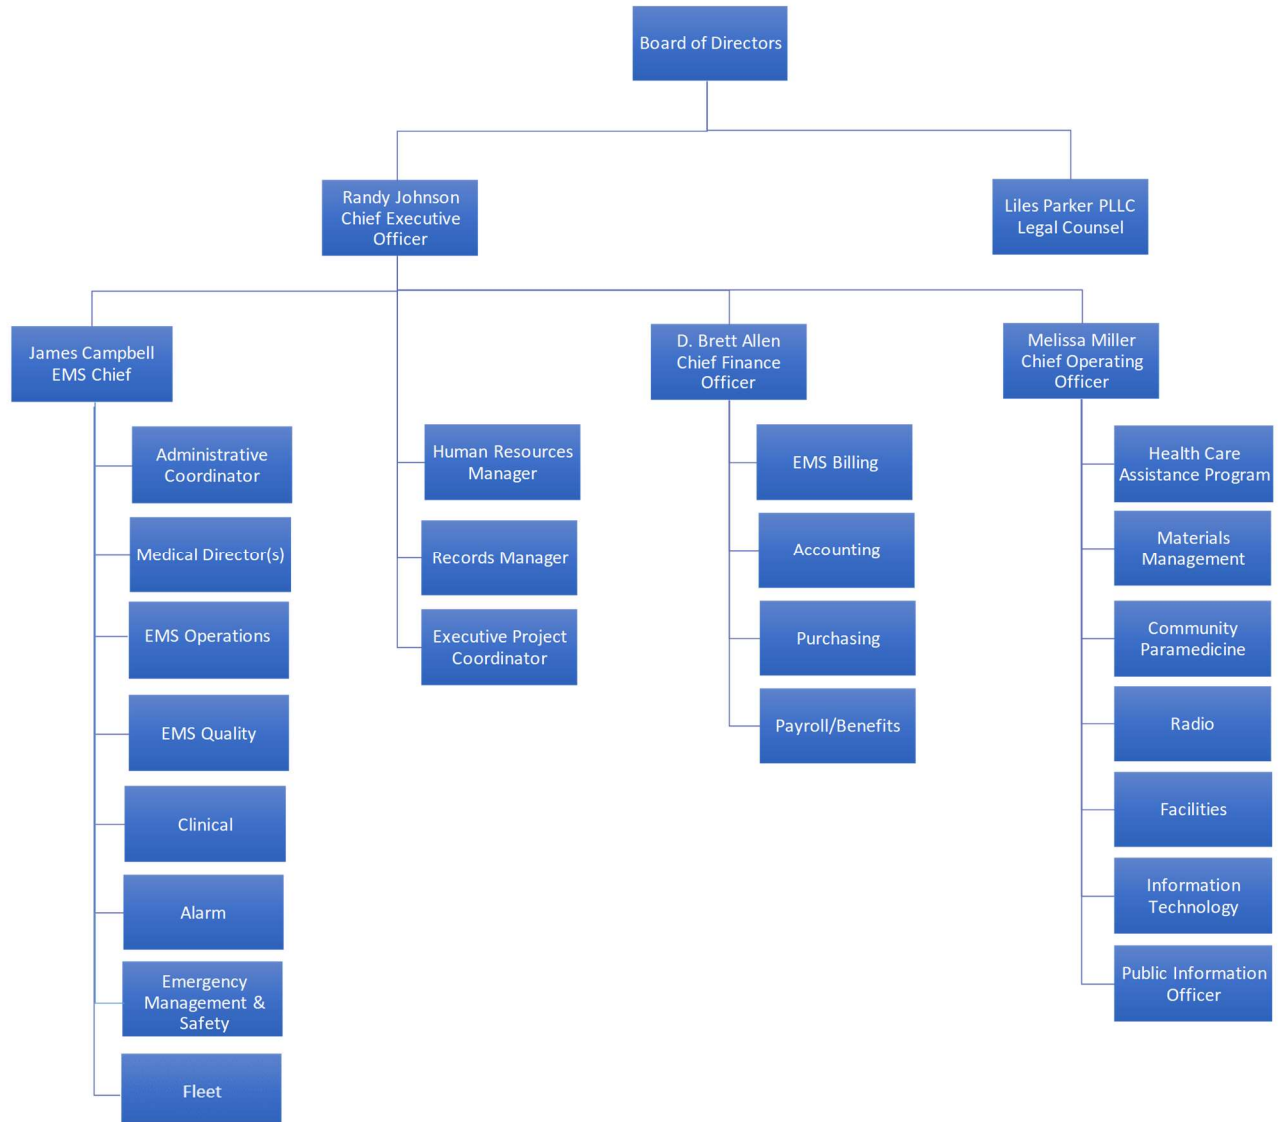 Board of Directors
Randy Johnson
Chief Executive
Officer
Liles Parker PLLC
Legal Counsel
James Campbell
EMS Chief
D. Brett Allen
Chief Finance
Officer
Melissa Miller
Chief Operating
Officer
Administrative
Coordinator
Medical Director(s)
EMS Operations
EMS Quality
Clinical
Alarm
Emergency
Management &
Safety
Fleet
Human Resources
Manager
Records Manager
Executive Project
Coordinator
EMS Billing
Accounting
Purchasing
Payroll/Benefits
Health Care
Assistance Program
Materials
Management
Community
Paramedicine
Radio
Facilities
Information
Technology
Public Information
Officer